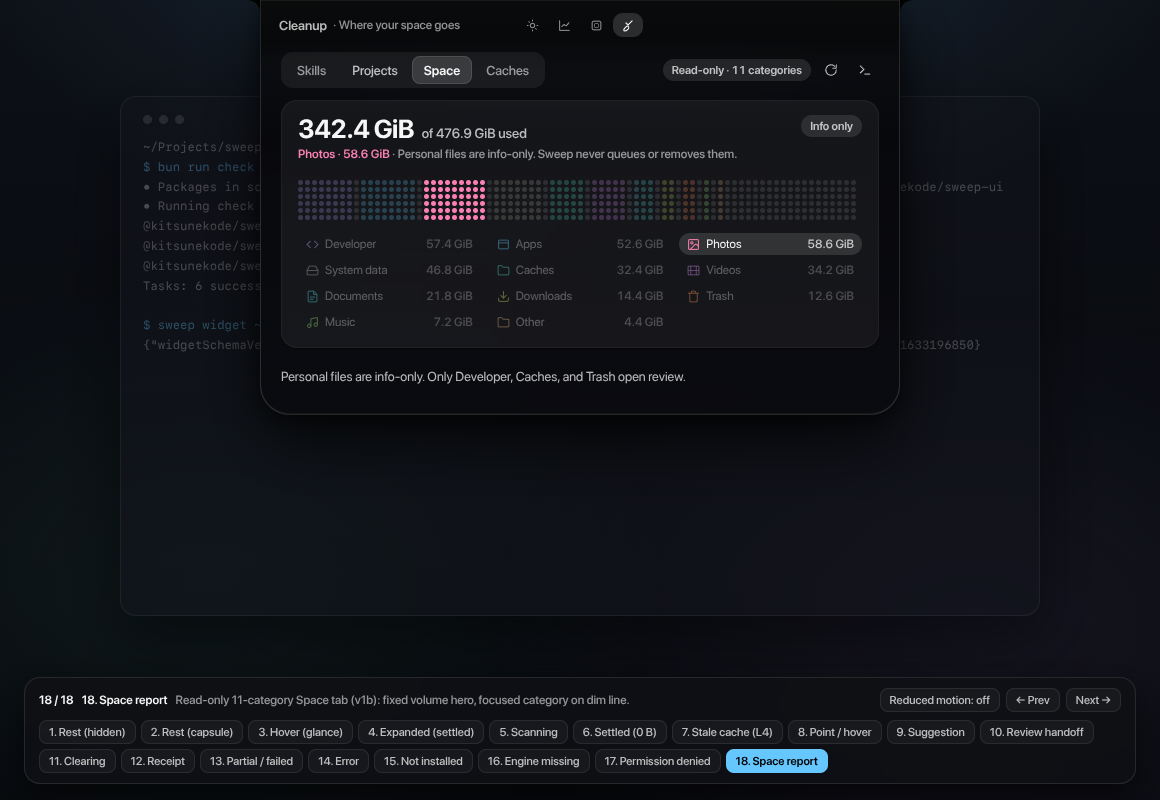 Cleanup · Where your space goes
Skills Projects Space Caches Read-only · 11 categories
342.4 GiB of 476.9 GiB used Info only
Photos · 58.6 GiB · Personal files are info-only. Sweep never queues or removes them.
Developer 57.4 GiB Apps 52.6 GiB Photos 58.6 GiB
System data 46.8 GiB Caches 32.4 GiB Videos 34.2 GiB
Documents 21.8 GiB Downloads 14.4 GiB Trash 12.6 GiB
Music 7.2 GiB Other 4.4 GiB
Personal files are info-only. Only Developer, Caches, and Trash open review.
~/Projects/sweep
$ bun run check
• Packages in sc ekode/sweep-ui
• Running check
@kitsunekode/swe
@kitsunekode/swe
@kitsunekode/swe
Tasks: 6 success
$ sweep widget ~
{"widgetSchemaVe 1633196850}
18 / 18 18. Space report Read-only 11-category Space tab (v1b): fixed volume hero, focused category on dim line. Reduced motion: off ← Prev Next →
1. Rest (hidden) 2. Rest (capsule) 3. Hover (glance) 4. Expanded (settled) 5. Scanning 6. Settled (0 B) 7. Stale cache (L4) 8. Point / hover 9. Suggestion 10. Review handoff
11. Clearing 12. Receipt 13. Partial / failed 14. Error 15. Not installed 16. Engine missing 17. Permission denied 18. Space report